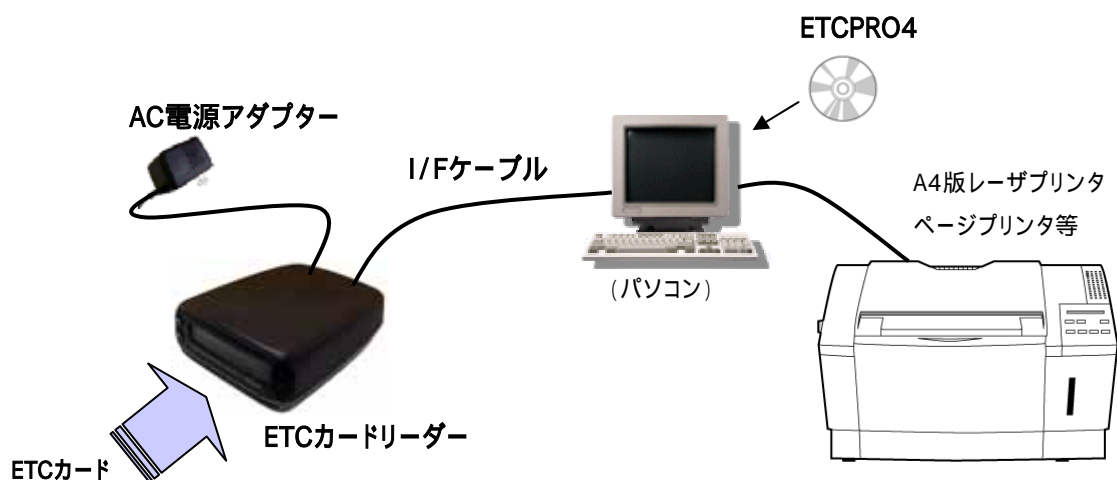 ETCPRO4
AC電源アダプター
I/Fケーブル
A4版レーザプリンタ
ページプリンタ等
(パソコン)
ETCカードリーダー
ETCカード